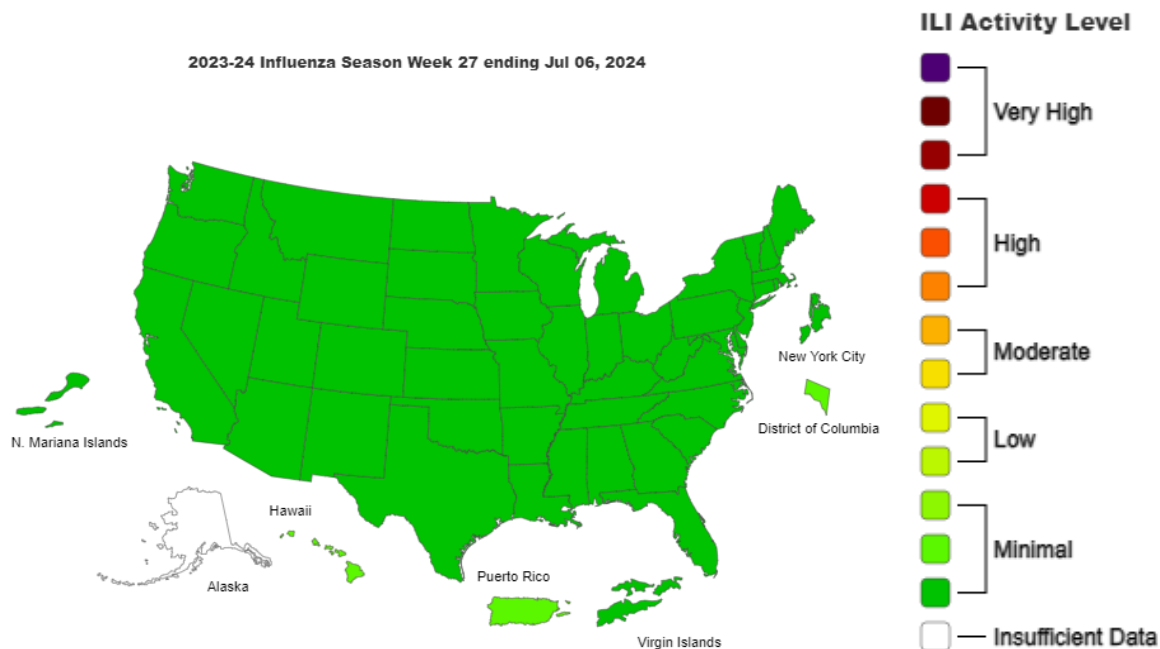 ILI Activity Level
2023-24 Influenza Season Week 27 ending Jul 06, 2024
Very High
High
Moderate
Low
Minimal
Insufficient Data
New York City
District of Columbia
N. Mariana Islands
Hawaii
Alaska
Puerto Rico
Virgin Islands